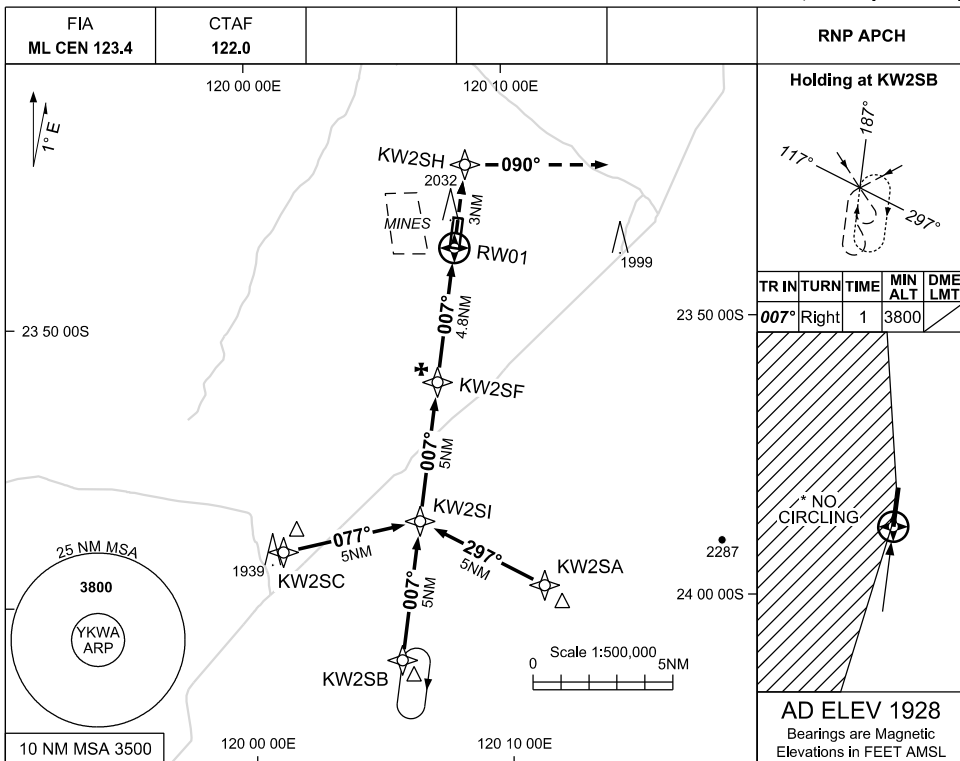 FIA
ML CEN 123.4
CTAF
122.0
RNP APCH
120 00 00E
120 10 00E
1° E
KW2SH
090°
2032
3NM
MINES
RW01
1999
007°
4.8NM
23 50 00S
23 50 00S
KW2SF
007°
5NM
KW2SI
077°
5NM
297°
5NM
1939
KW2SC
KW2SA
2287
007°
5NM
24 00 00S
KW2SB
25 NM MSA
3800
YKWA
ARP
10 NM MSA 3500
Scale 1:500,000
0
5NM
120 00 00E
120 10 00E
Holding at KW2SB
187°
117°
297°
TR IN TURN TIME MIN ALT DME LMT
007° Right 1 3800
* NO
CIRCLING
AD ELEV 1928
Bearings are Magnetic
Elevations in FEET AMSL